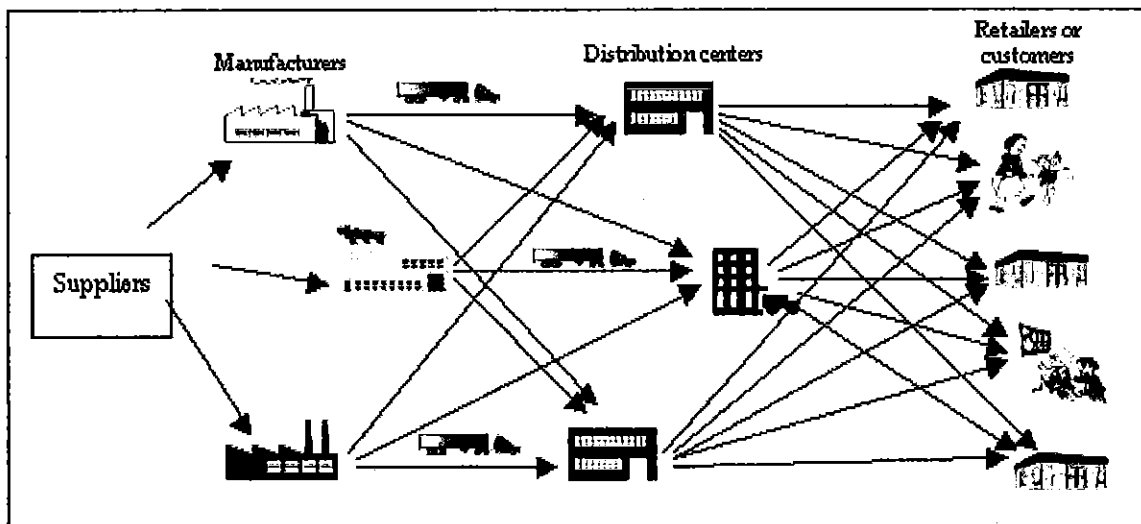 Retailers or
customers
Manufacturers
Distribution centers
Suppliers